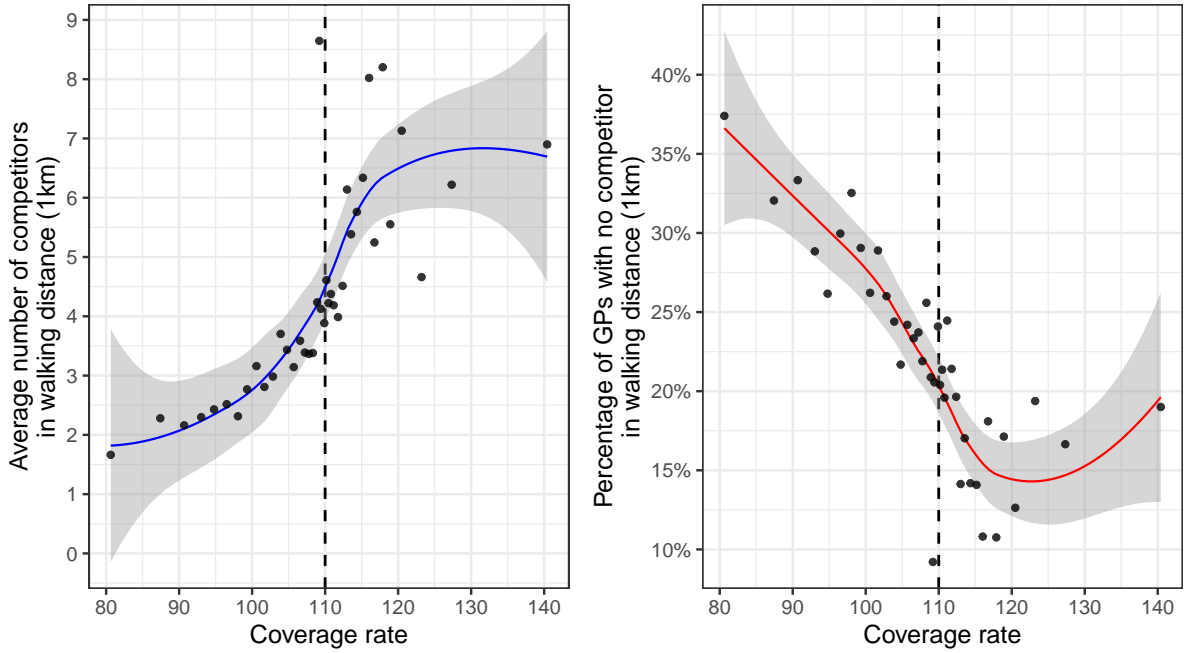 Average number of competitors
in walking distance (1km)
9
8
7
6
5
4
3
2
1
0
80 90 100 110 120 130 140
Coverage rate
Percentage of GPs with no competitor
in walking distance (1km)
40%
35%
30%
25%
20%
15%
10%
80 90 100 110 120 130 140
Coverage rate